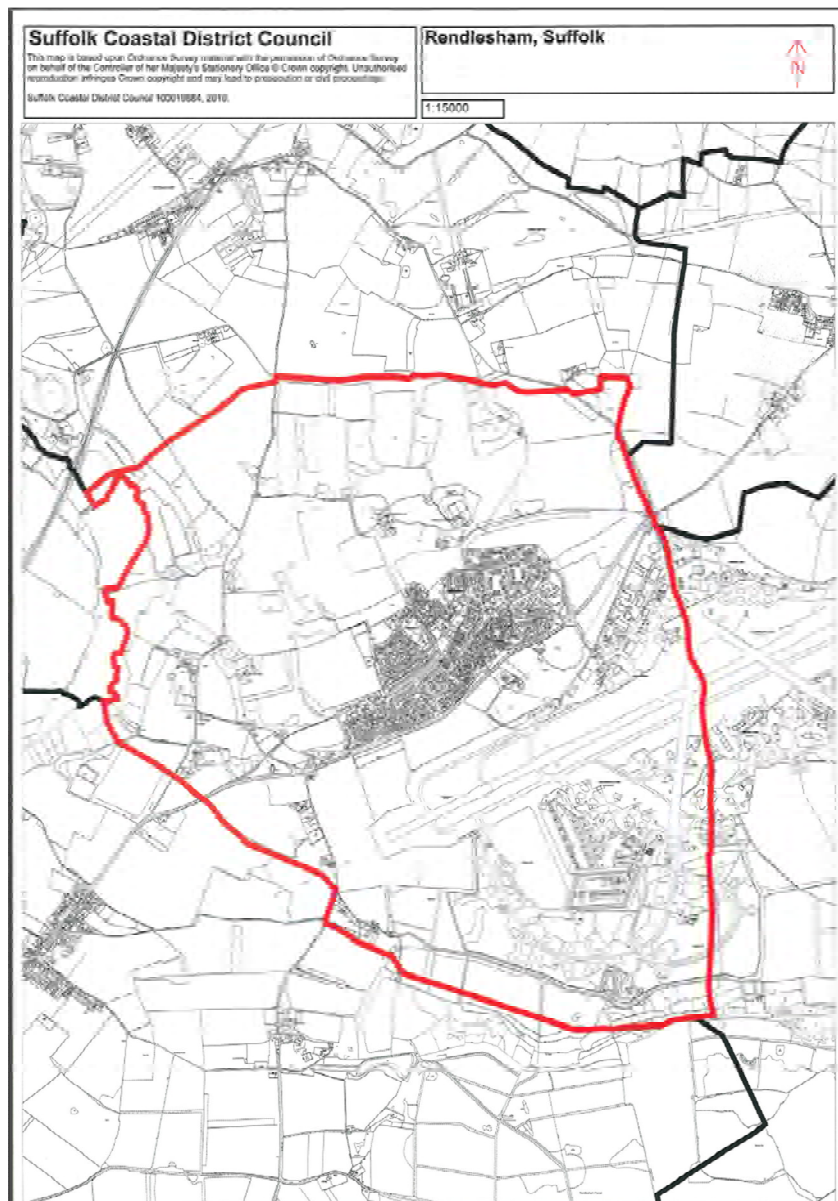 Suffolk Coastal District Council
This map is based upon Ordnance Survey material with the permission of Ordnance Survey
on behalf of the Controller of her Majesty's Stationery Office © Crown copyright. Unauthorised
reproduction infringes Crown copyright and may lead to prosecution or civil proceedings.
Suffolk Coastal District Council 100019684, 2010.
Rendlesham, Suffolk
N
1:15000